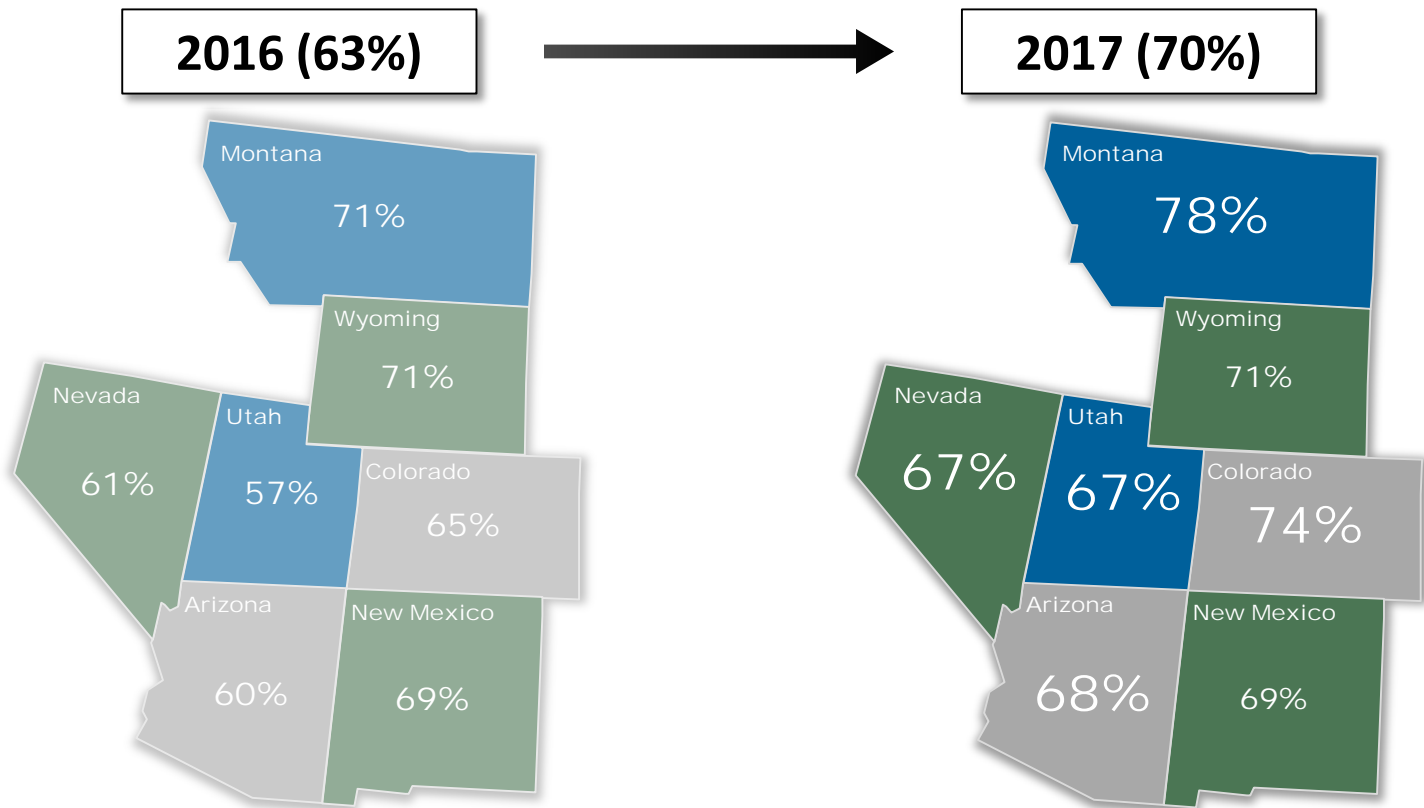 2016 (63%)
2017 (70%)
Montana
71%
Wyoming
71%
Nevada
61%
Utah
57%
Colorado
65%
Arizona
60%
New Mexico
69%
Montana
78%
Wyoming
71%
Nevada
67%
Utah
67%
Colorado
74%
Arizona
68%
New Mexico
69%